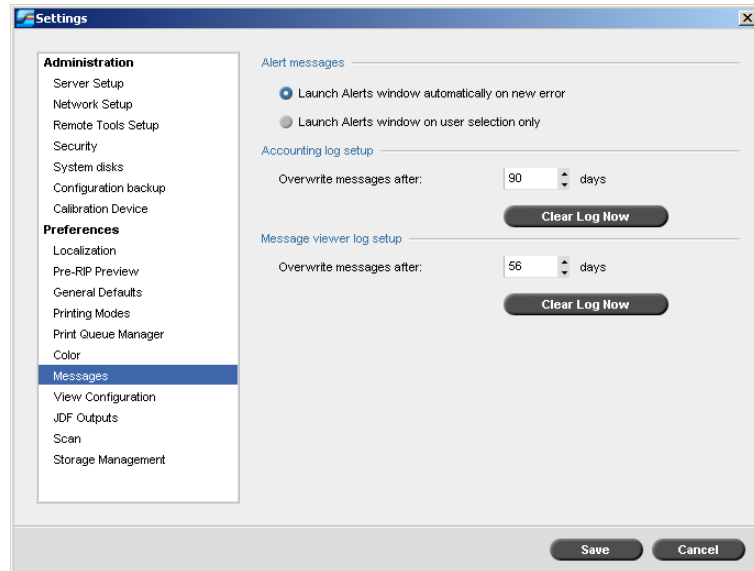 Settings
Administration
Server Setup
Network Setup
Remote Tools Setup
Security
System disks
Configuration backup
Calibration Device
Preferences
Localization
Pre-RIP Preview
General Defaults
Printing Modes
Print Queue Manager
Color
Messages
View Configuration
JDF Outputs
Scan
Storage Management
Alert messages
Launch Alerts window automatically on new error
Launch Alerts window on user selection only
Accounting log setup
Overwrite messages after: 90 days
Clear Log Now
Message viewer log setup
Overwrite messages after: 56 days
Clear Log Now
Save Cancel